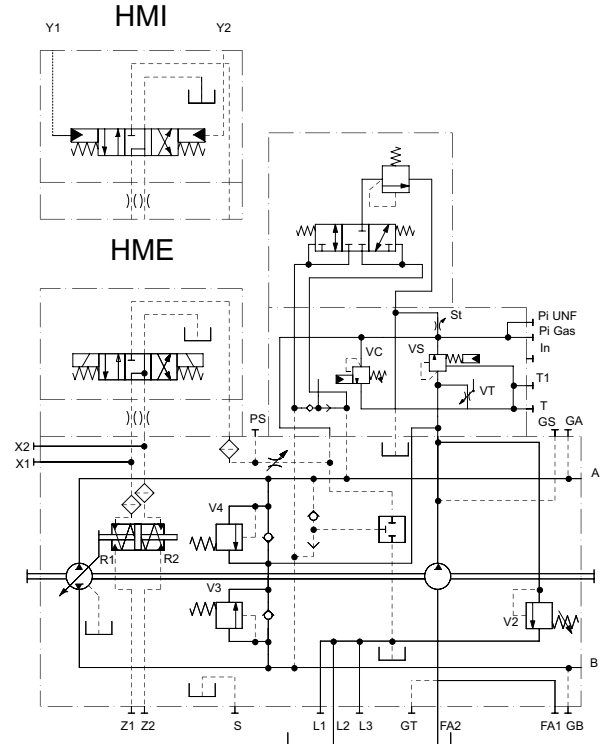 HMI
Y1 Y2
HME
St
Pi UNF
Pi Gas
VC VS
In
T1
VT
T
PS
GS GA
X2
X1
A
V4
R1 R2
V3
V2
B
Z1 Z2 S L1 L2 L3 GT FA2 FA1 GB